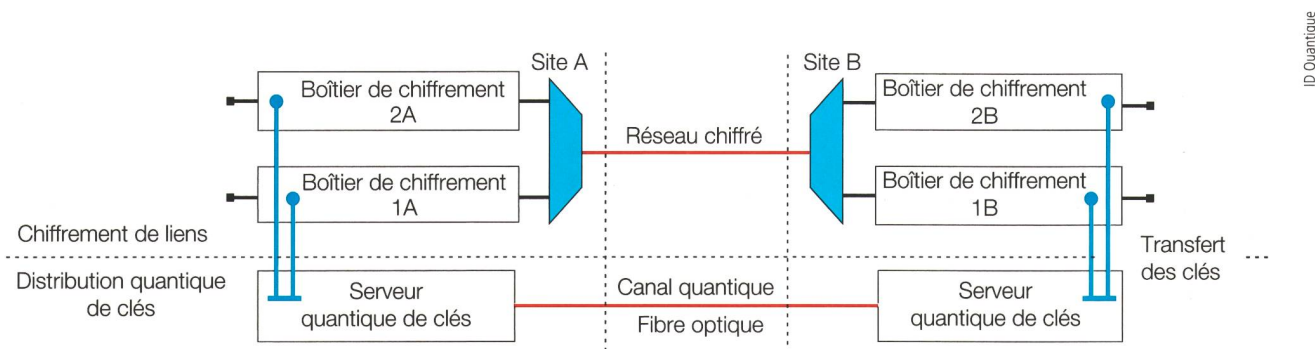 ID Quantique
Site A
Site B
Boîtier de chiffrement
2A
Boîtier de chiffrement
2B
Réseau chiffré
Boîtier de chiffrement
1A
Boîtier de chiffrement
1B
Chiffrement de liens
Transfert
des clés
Distribution quantique
de clés
Serveur
quantique de clés
Canal quantique
Fibre optique
Serveur
quantique de clés